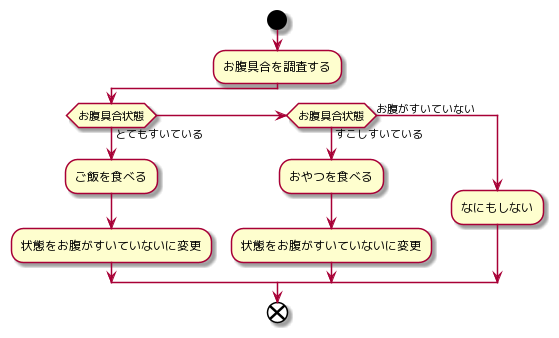 お腹具合を調査する
お腹具合状態
とてもすいている
お腹具合状態
すこしすいている
お腹がすいていない
ご飯を食べる
おやつを食べる
なにもしない
状態をお腹がすいていないに変更
状態をお腹がすいていないに変更